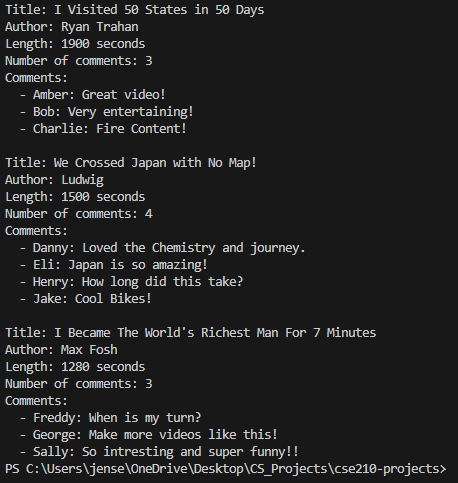 Title: I Visited 50 States in 50 Days
Author: Ryan Trahan
Length: 1900 seconds
Number of comments: 3
Comments:
  - Amber: Great video!
  - Bob: Very entertaining!
  - Charlie: Fire Content!

Title: We Crossed Japan with No Map!
Author: Ludwig
Length: 1500 seconds
Number of comments: 4
Comments:
  - Danny: Loved the Chemistry and journey.
  - Eli: Japan is so amazing!
  - Henry: How long did this take?
  - Jake: Cool Bikes!

Title: I Became The World's Richest Man For 7 Minutes
Author: Max Fosh
Length: 1280 seconds
Number of comments: 3
Comments:
  - Freddy: When is my turn?
  - George: Make more videos like this!
  - Sally: So intresting and super funny!!
PS C:\Users\jense\OneDrive\Desktop\CS_Projects\cse210-projects>